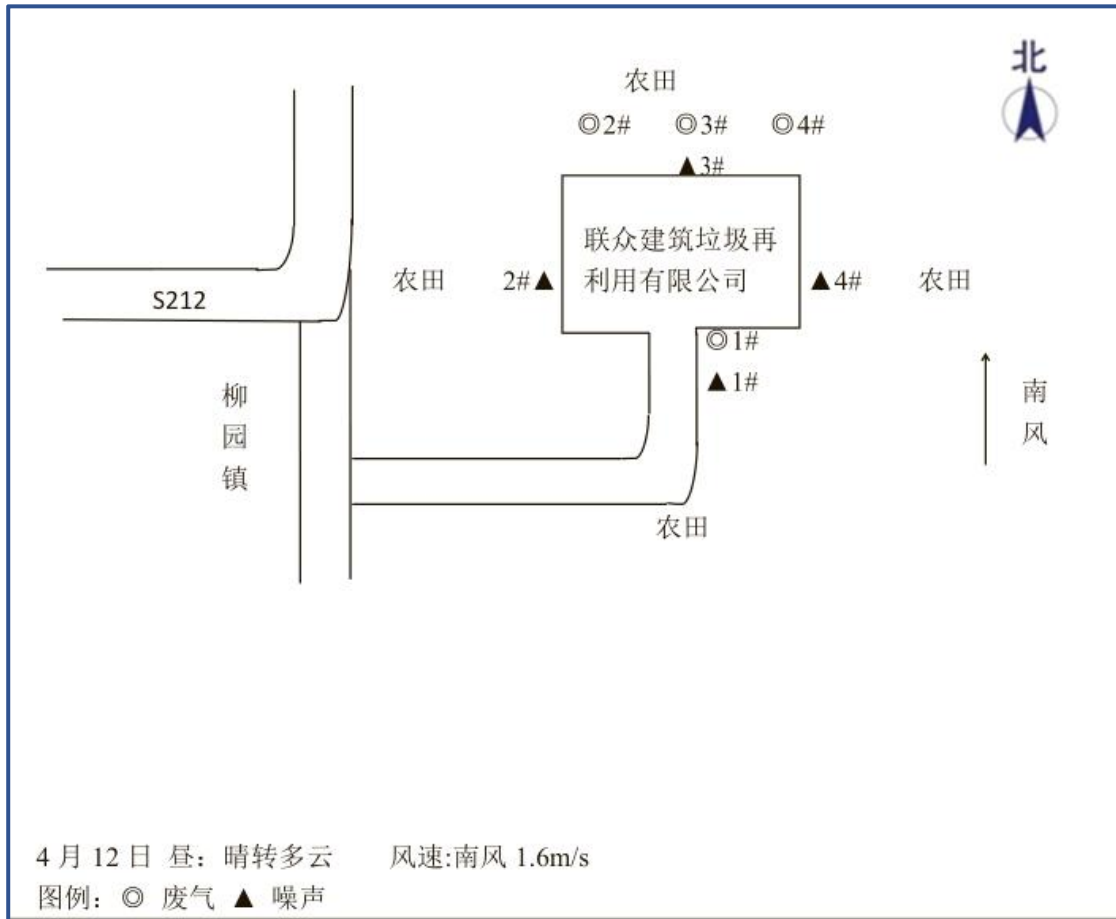 北
农田
◎2# ◎3# ◎4#
▲3#
联众建筑垃圾再
利用有限公司
农田
2#▲
▲4#
农田
S212
◎1#
▲1#
柳园镇
南风
农田
4月12日 昼：晴转多云 风速:南风 1.6m/s
图例：◎ 废气 ▲ 噪声